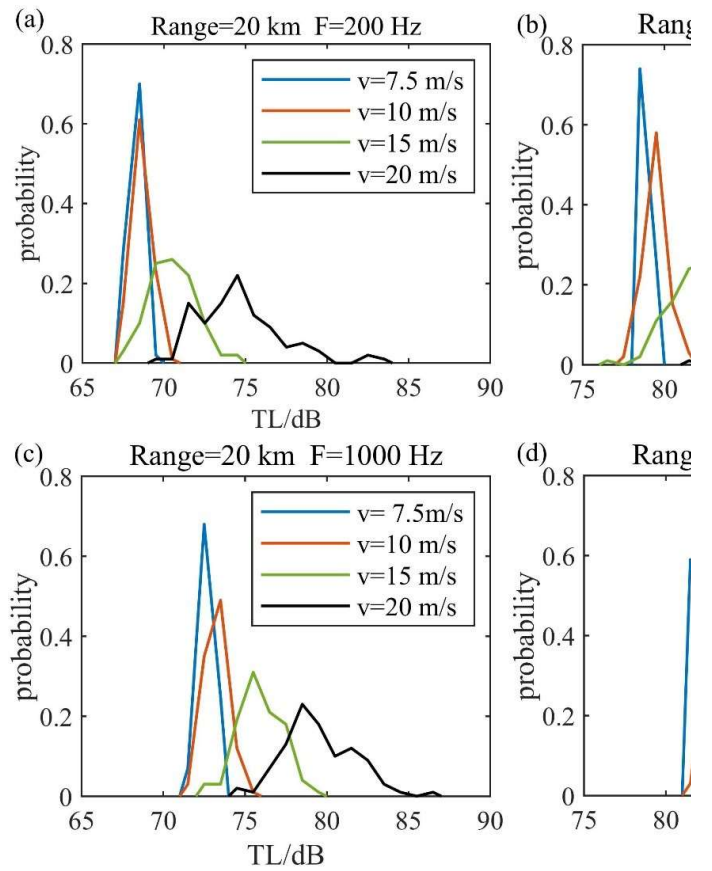 (a)
Range=20 km F=200 Hz
0.8
0.6
0.4
0.2
0
probability
v=7.5 m/s
v=10 m/s
v=15 m/s
v=20 m/s
65 70 75 80 85 90
TL/dB
(b)
Rang
0.8
0.6
0.4
0.2
0
probability
75 80
(c)
Range=20 km F=1000 Hz
0.8
0.6
0.4
0.2
0
probability
v= 7.5m/s
v=10 m/s
v=15 m/s
v=20 m/s
65 70 75 80 85 90
TL/dB
(d)
Rang
0.8
0.6
0.4
0.2
0
probability
75 80